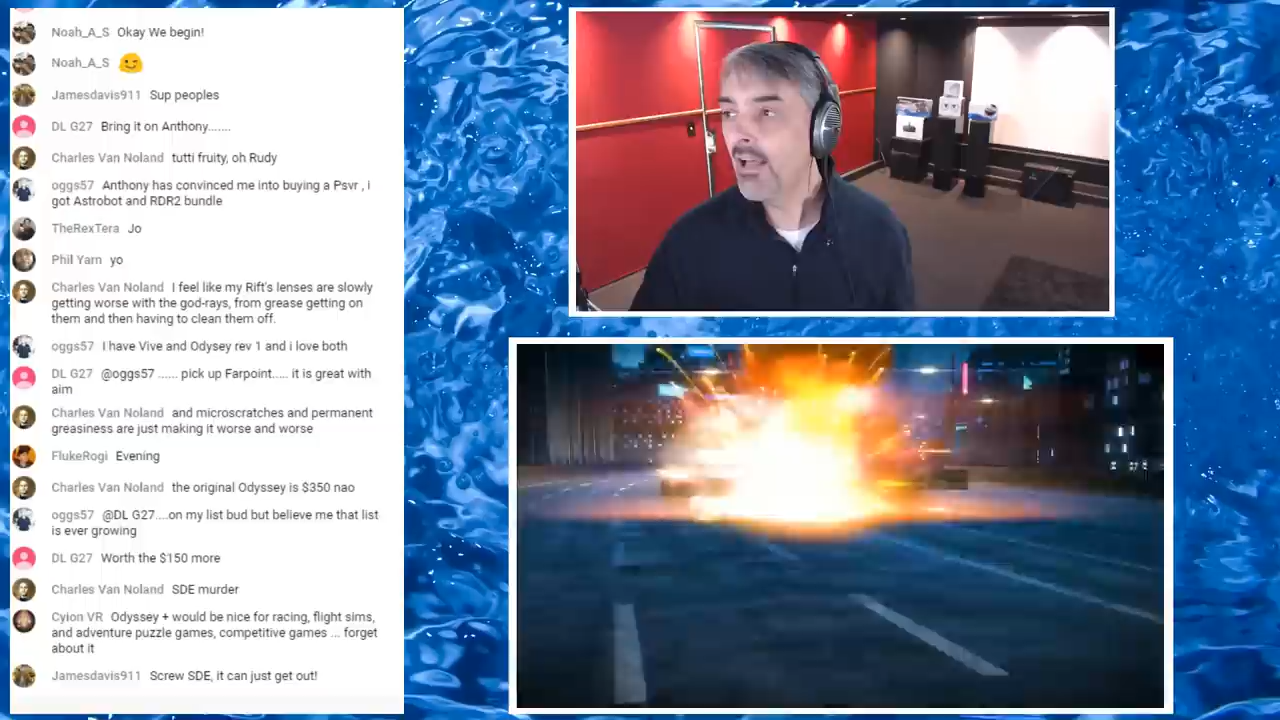 Noah_A_S Okay We begin!
Noah_A_S
Jamesdavis911 Sup peoples
DL G27 Bring it on Anthony.......
Charles Van Noland tutti fruity, oh Rudy
oggs57 Anthony has convinced me into buying a Psvr , i
got Astrobot and RDR2 bundle
TheRexTera Jo
Phil Yarn yo
Charles Van Noland I feel like my Rift's lenses are slowly
getting worse with the god-rays, from grease getting on
them and then having to clean them off.
oggs57 I have Vive and Odysey rev 1 and i love both
DL G27 @oggs57 ...... pick up Farpoint..... it is great with
aim
Charles Van Noland and microscratches and permanent
greasiness are just making it worse and worse
FlukeRogi Evening
Charles Van Noland the original Odyssey is $350 nao
oggs57 @DL G27....on my list bud but believe me that list
is ever growing
DL G27 Worth the $150 more
Charles Van Noland SDE murder
Cyion VR Odyssey + would be nice for racing, flight sims,
and adventure puzzle games, competitive games ... forget
about it
Jamesdavis911 Screw SDE, it can just get out!